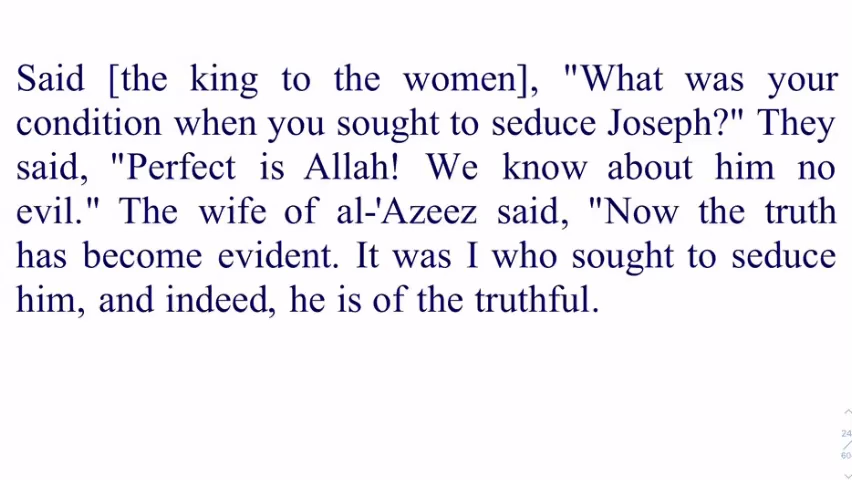 Said [the king to the women], "What was your
condition when you sought to seduce Joseph?" They
said, "Perfect is Allah! We know about him no
evil." The wife of al-'Azeez said, "Now the truth
has become evident. It was I who sought to seduce
him, and indeed, he is of the truthful.
24
60